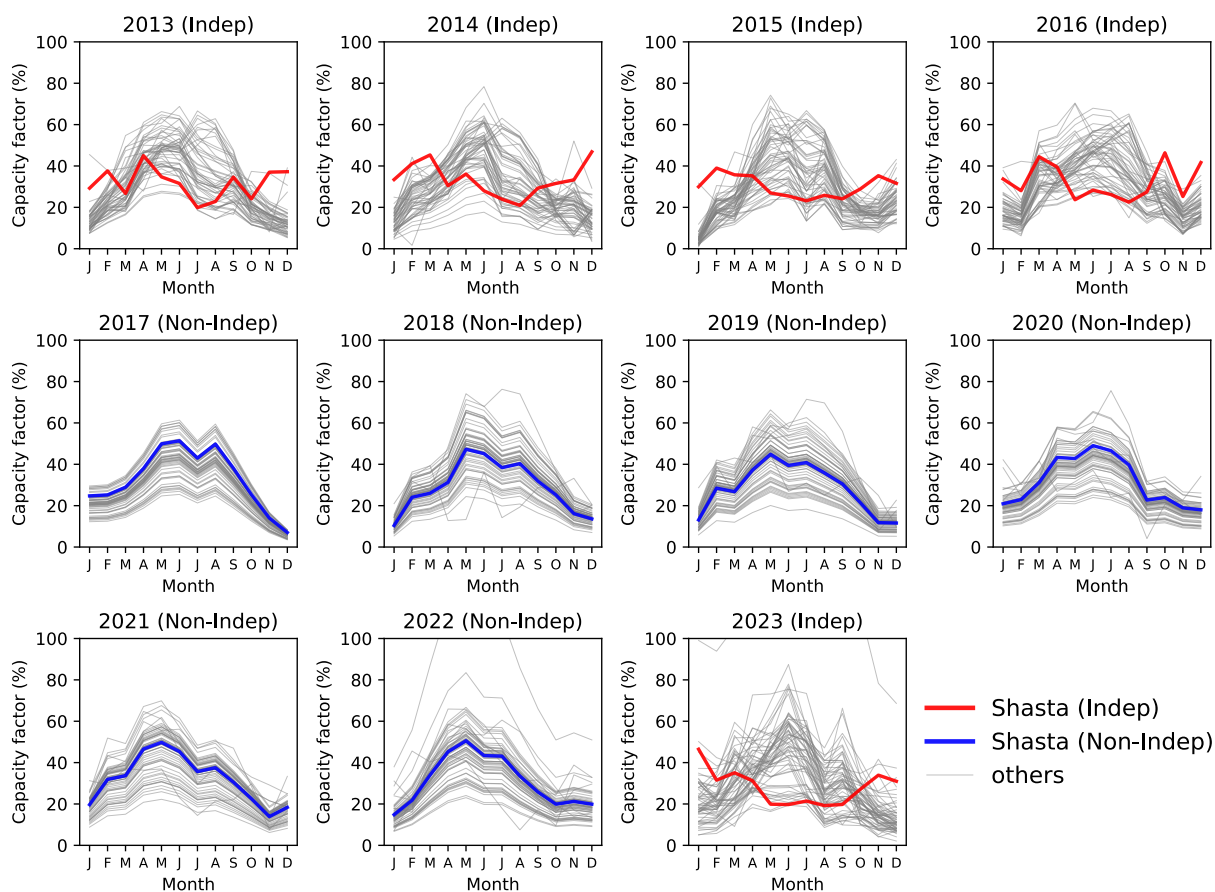 2013 (Indep)
Capacity factor (%)
100
80
60
40
20
0
J F M A M J J A S O N D
Month
2014 (Indep)
Capacity factor (%)
100
80
60
40
20
0
J F M A M J J A S O N D
Month
2015 (Indep)
Capacity factor (%)
100
80
60
40
20
0
J F M A M J J A S O N D
Month
2016 (Indep)
Capacity factor (%)
100
80
60
40
20
0
J F M A M J J A S O N D
Month
2017 (Non-Indep)
Capacity factor (%)
100
80
60
40
20
0
J F M A M J J A S O N D
Month
2018 (Non-Indep)
Capacity factor (%)
100
80
60
40
20
0
J F M A M J J A S O N D
Month
2019 (Non-Indep)
Capacity factor (%)
100
80
60
40
20
0
J F M A M J J A S O N D
Month
2020 (Non-Indep)
Capacity factor (%)
100
80
60
40
20
0
J F M A M J J A S O N D
Month
2021 (Non-Indep)
Capacity factor (%)
100
80
60
40
20
0
J F M A M J J A S O N D
Month
2022 (Non-Indep)
Capacity factor (%)
100
80
60
40
20
0
J F M A M J J A S O N D
Month
2023 (Indep)
Capacity factor (%)
100
80
60
40
20
0
J F M A M J J A S O N D
Month
Shasta (Indep)
Shasta (Non-Indep)
others